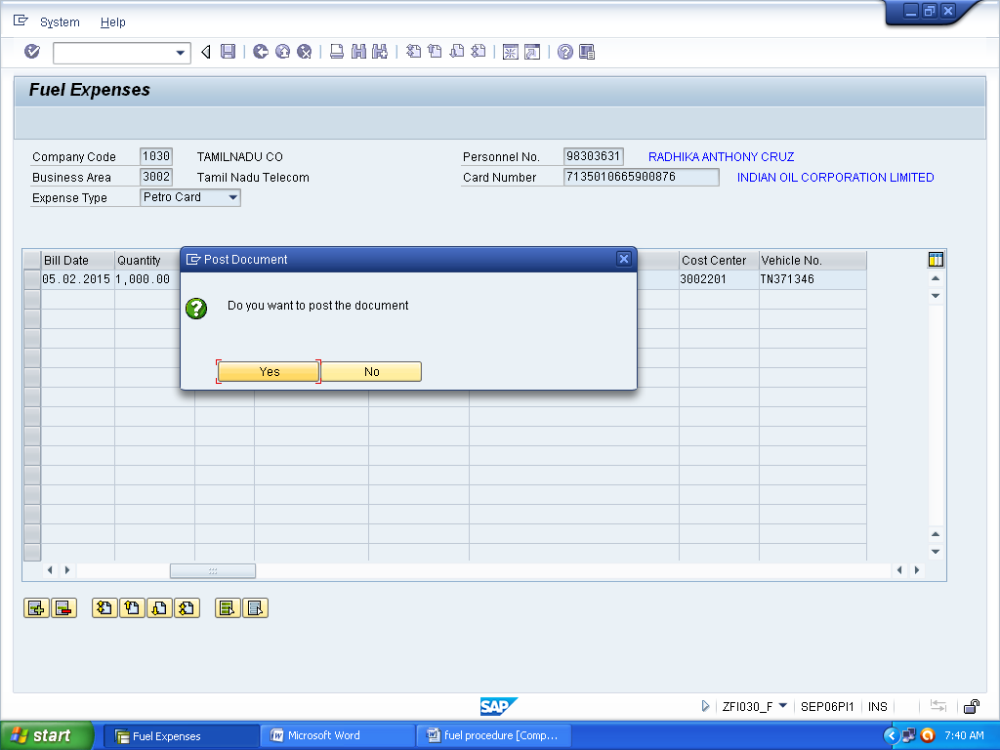 System Help
Fuel Expenses
Company Code 1030 TAMILNADU CO Personnel No. 98303631 RADHIKA ANTHONY CRUZ
Business Area 3002 Tamil Nadu Telecom Card Number 7135010665900876 INDIAN OIL CORPORATION LIMITED
Expense Type Petro Card
Bill Date Quantity Cost Center Vehicle No.
05.02.2015 1,000.00 3002201 TN371346
Post Document
Do you want to post the document
Yes No
SAP ZFI030_F SEP06PI1 INS
start Fuel Expenses Microsoft Word fuel procedure [Comp... 7:40 AM